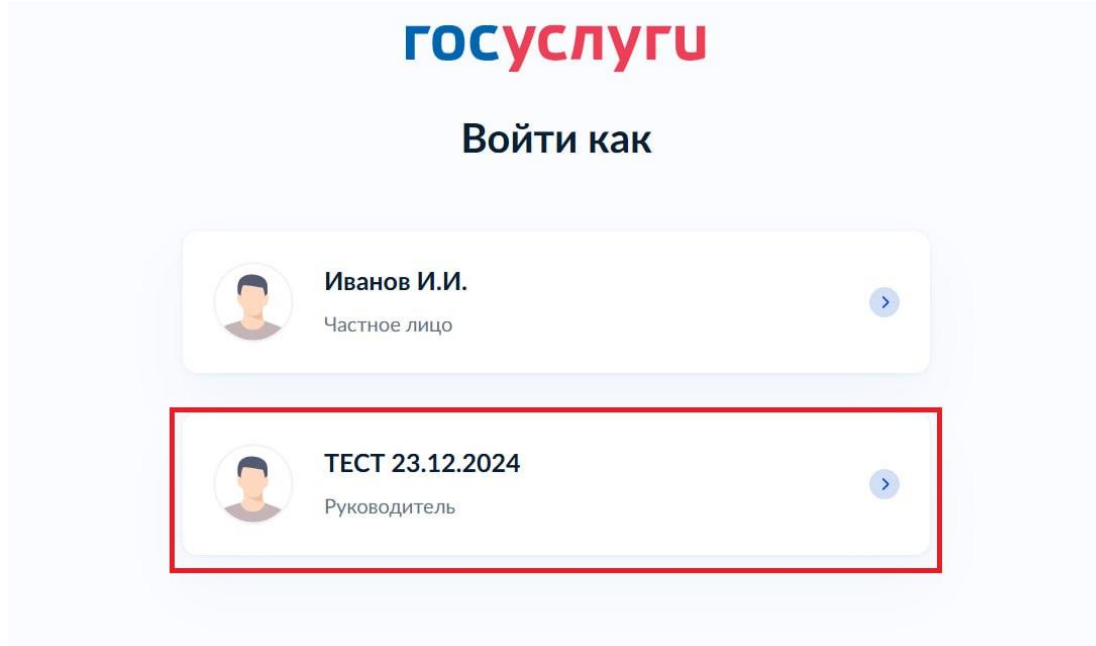 госуслуги
Войти как
Иванов И.И.
Частное лицо
ТЕСТ 23.12.2024
Руководитель